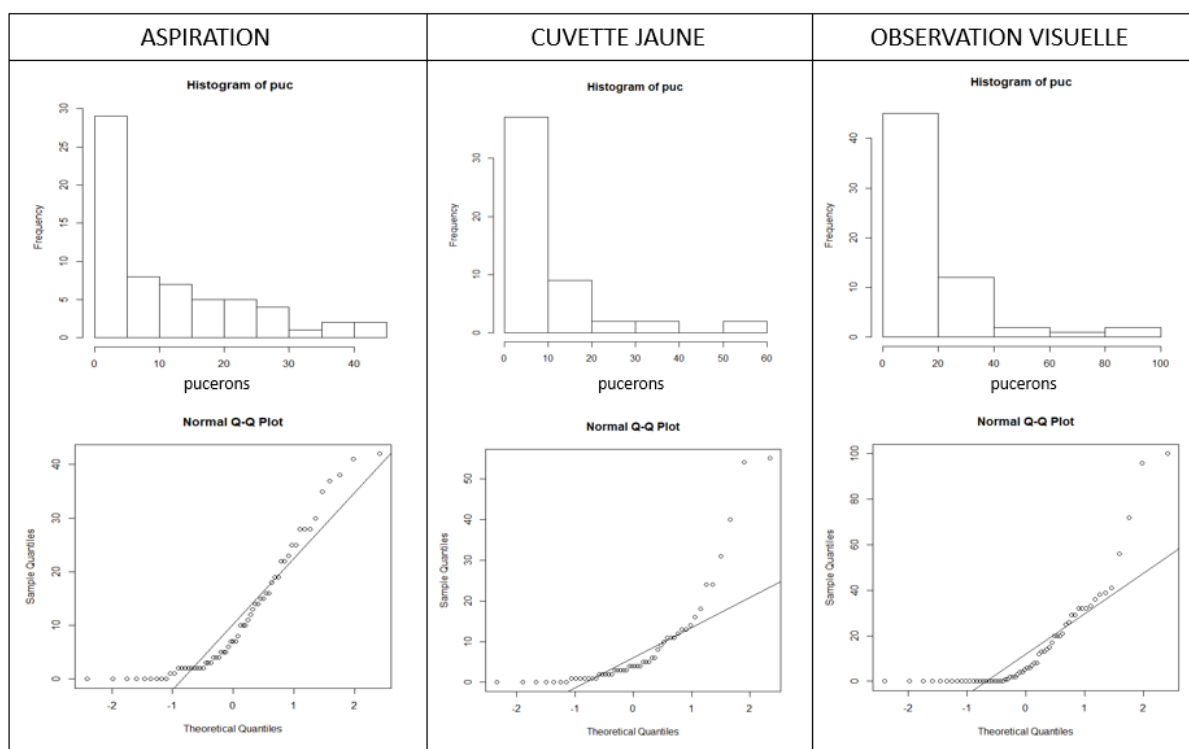 ASPIRATION
CUVETTE JAUNE
OBSERVATION VISUELLE
Histogram of puc
Frequency
0 5 10 15 20 25 30
0 10 20 30 40
pucerons
Histogram of puc
Frequency
0 10 20 30
0 10 20 30 40 50 60
pucerons
Histogram of puc
Frequency
0 10 20 30 40
0 20 40 60 80 100
pucerons
Normal Q-Q Plot
Sample Quantiles
0 10 20 30 40
-2 -1 0 1 2
Theoretical Quantiles
Normal Q-Q Plot
Sample Quantiles
0 10 20 30 40 50
-2 -1 0 1 2
Theoretical Quantiles
Normal Q-Q Plot
Sample Quantiles
0 20 40 60 80 100
-2 -1 0 1 2
Theoretical Quantiles